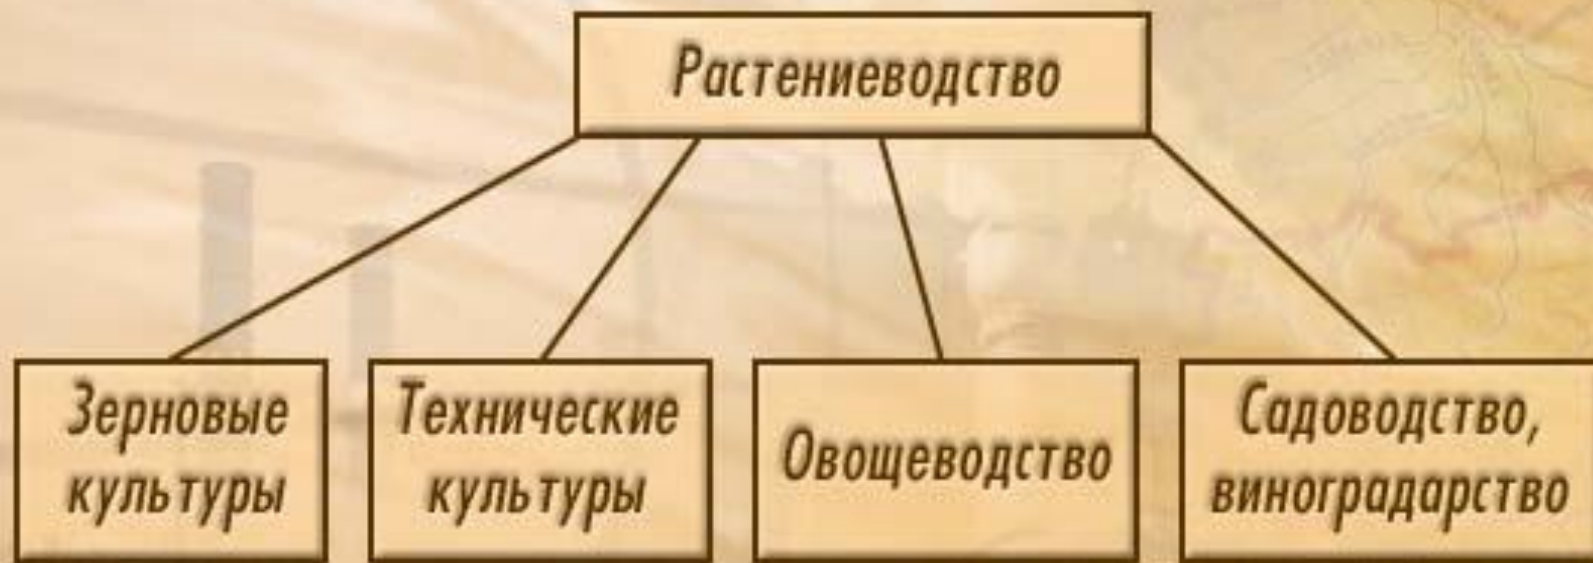 Растениеводство
Зерновые
культуры
Технические
культуры
Овощеводство
Садоводство,
виноградарство